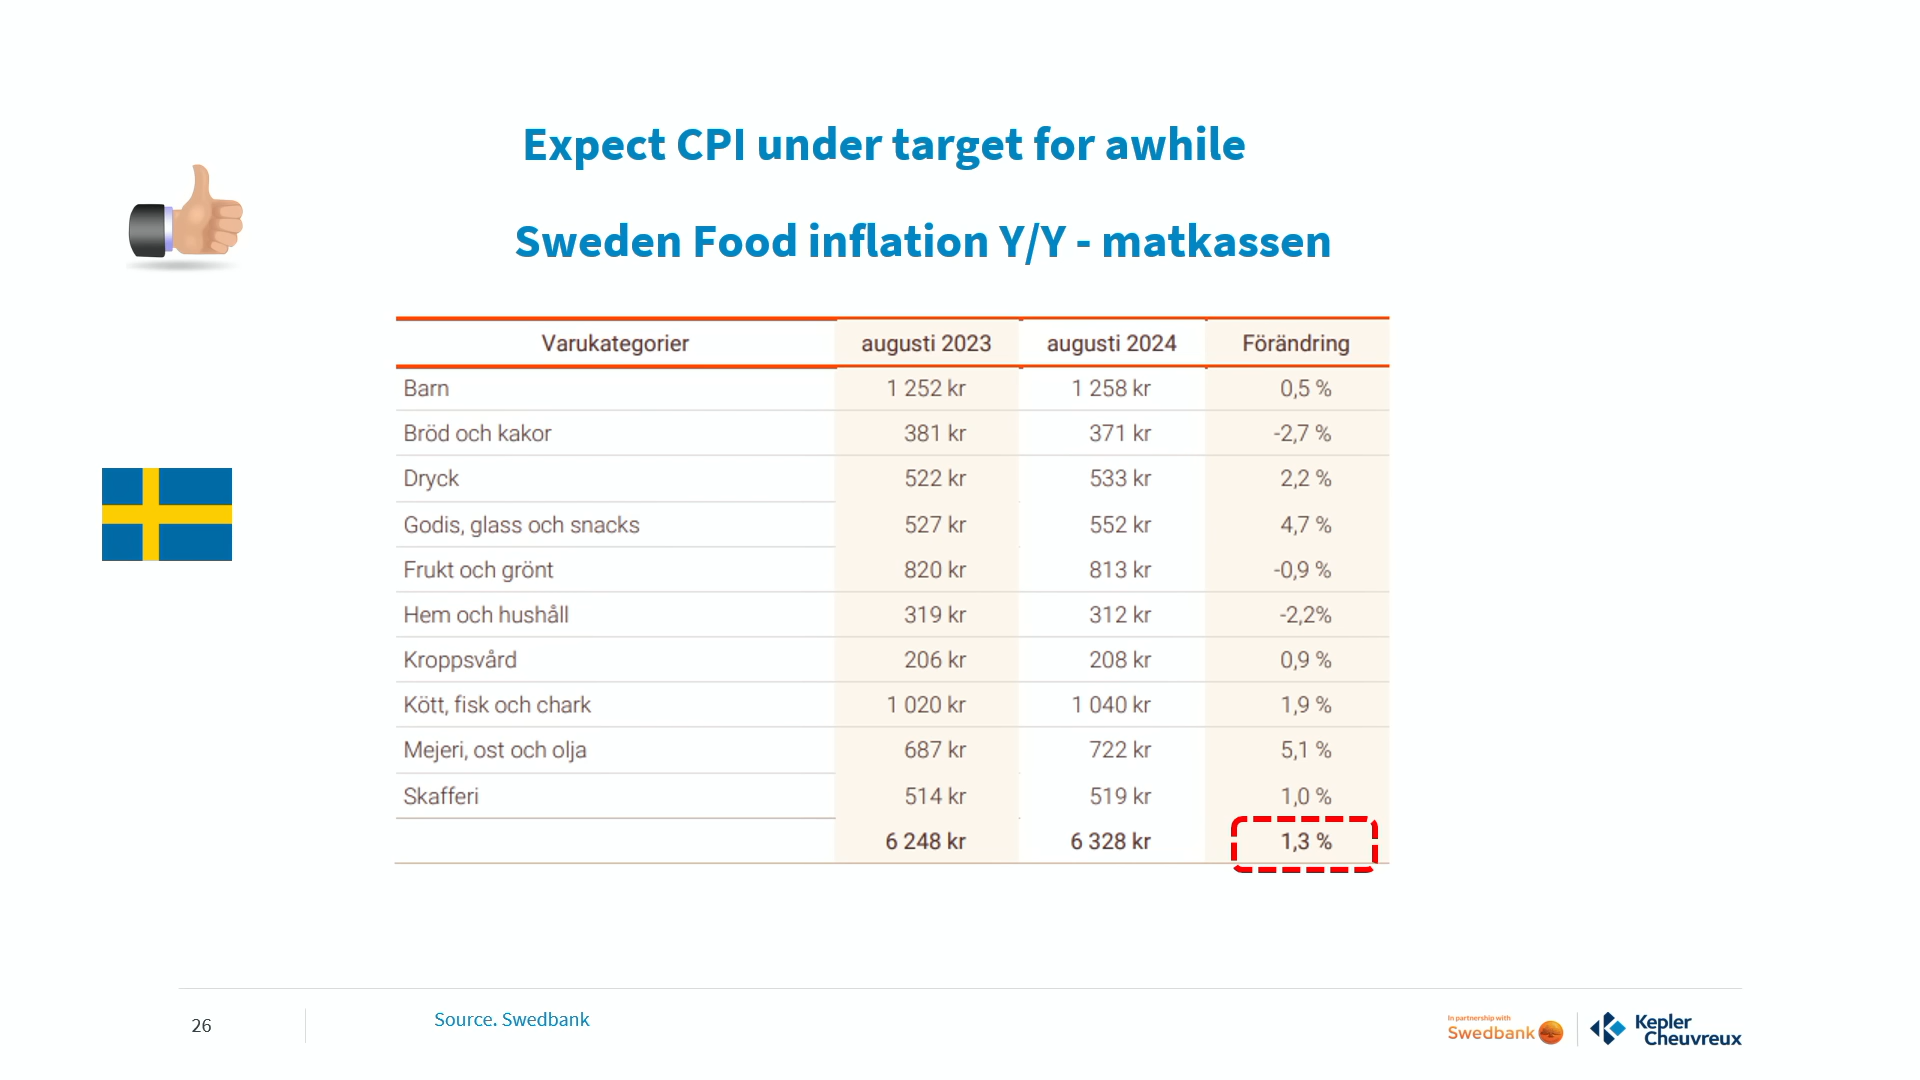 Expect CPI under target for awhile
Sweden Food inflation Y/Y - matkassen
Varukategorier augusti 2023 augusti 2024 Förändring
Barn 1 252 kr 1 258 kr 0,5 %
Bröd och kakor 381 kr 371 kr -2,7 %
Dryck 522 kr 533 kr 2,2 %
Godis, glass och snacks 527 kr 552 kr 4,7 %
Frukt och grönt 820 kr 813 kr -0,9 %
Hem och hushåll 319 kr 312 kr -2,2%
Kroppsvård 206 kr 208 kr 0,9 %
Kött, fisk och chark 1 020 kr 1 040 kr 1,9 %
Mejeri, ost och olja 687 kr 722 kr 5,1 %
Skafferi 514 kr 519 kr 1,0 %
6 248 kr 6 328 kr 1,3 %
26
Source. Swedbank
In partnership with
Swedbank
Kepler
Cheuvreux